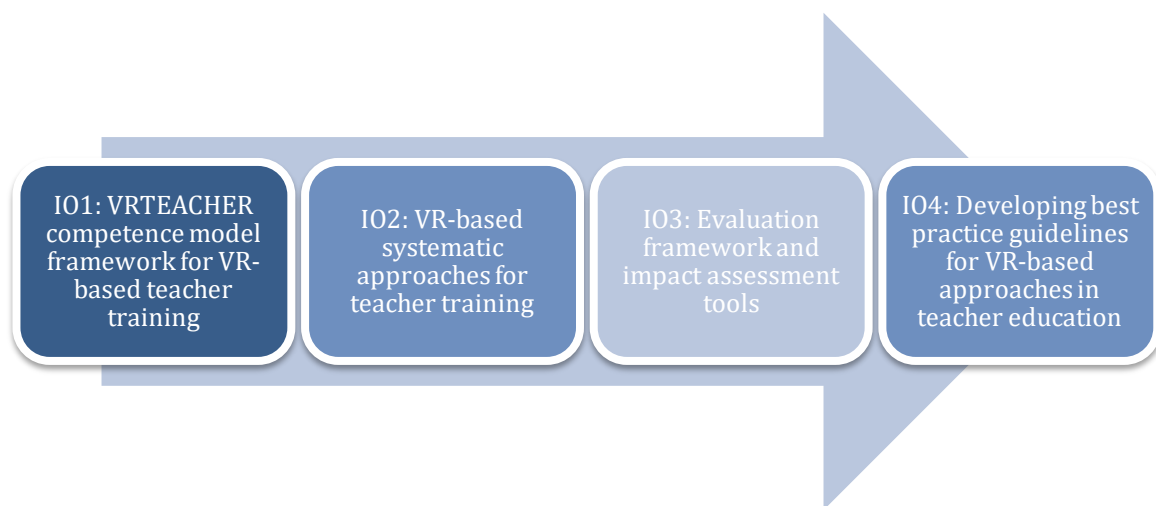 IO1: VRTEACHER
competence model
framework for VR-
based teacher
training
IO2: VR-based
systematic
approaches for
teacher training
IO3: Evaluation
framework and
impact assessment
tools
IO4: Developing best
practice guidelines
for VR-based
approaches in
teacher education